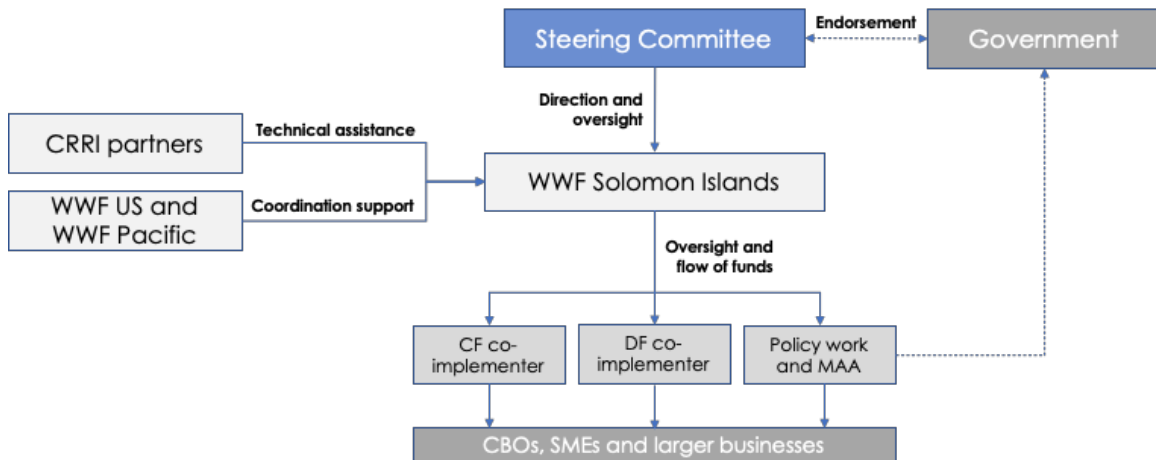 Steering Committee
Endorsement
Government
Direction and
oversight
CRRI partners
Technical assistance
WWF Solomon Islands
WWF US and
WWF Pacific
Coordination support
Oversight and
flow of funds
CF co-
implementer
DF co-
implementer
Policy work
and MAA
CBOs, SMEs and larger businesses